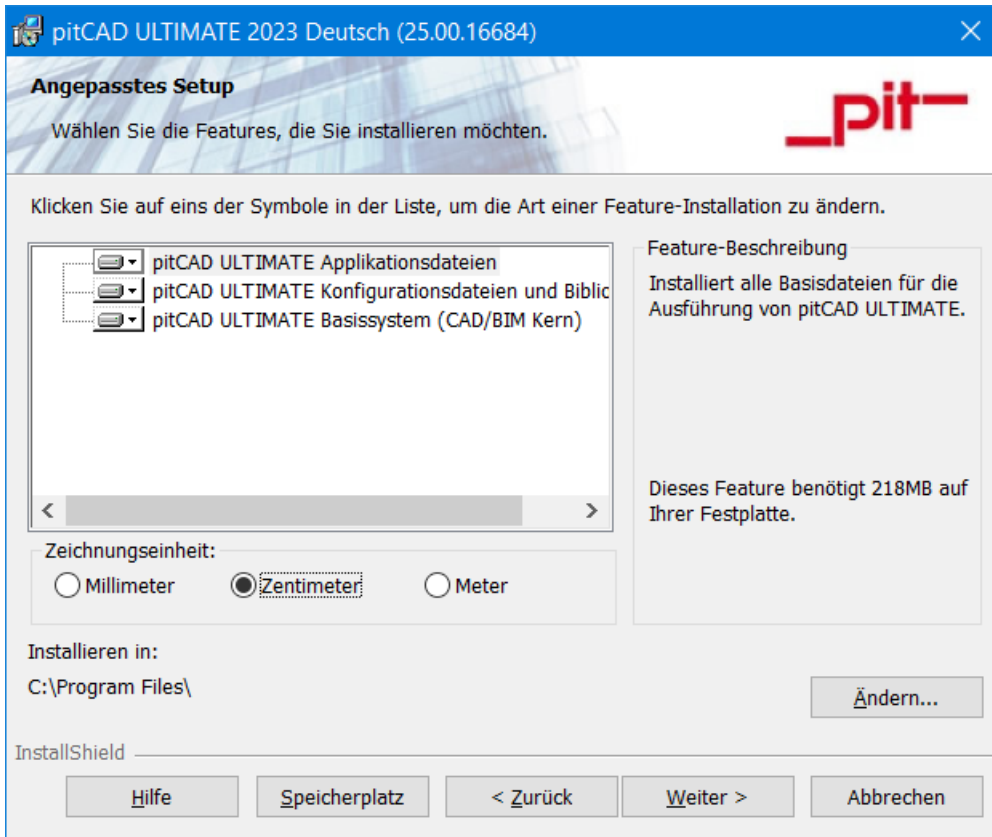 pitCAD ULTIMATE 2023 Deutsch (25.00.16684)
Angepasstes Setup
Wählen Sie die Features, die Sie installieren möchten.
_pit
Klicken Sie auf eins der Symbole in der Liste, um die Art einer Feature-Installation zu ändern.
pitCAD ULTIMATE Applikationsdateien
pitCAD ULTIMATE Konfigurationsdateien und Biblic
pitCAD ULTIMATE Basissystem (CAD/BIM Kern)
Feature-Beschreibung
Installiert alle Basisdateien für die
Ausführung von pitCAD ULTIMATE.
Dieses Feature benötigt 218MB auf
Ihrer Festplatte.
Zeichnungseinheit:
Millimeter Zentimeter Meter
Installieren in:
C:\Program Files\
Ändern...
InstallShield
Hilfe Speicherplatz < Zurück Weiter > Abbrechen